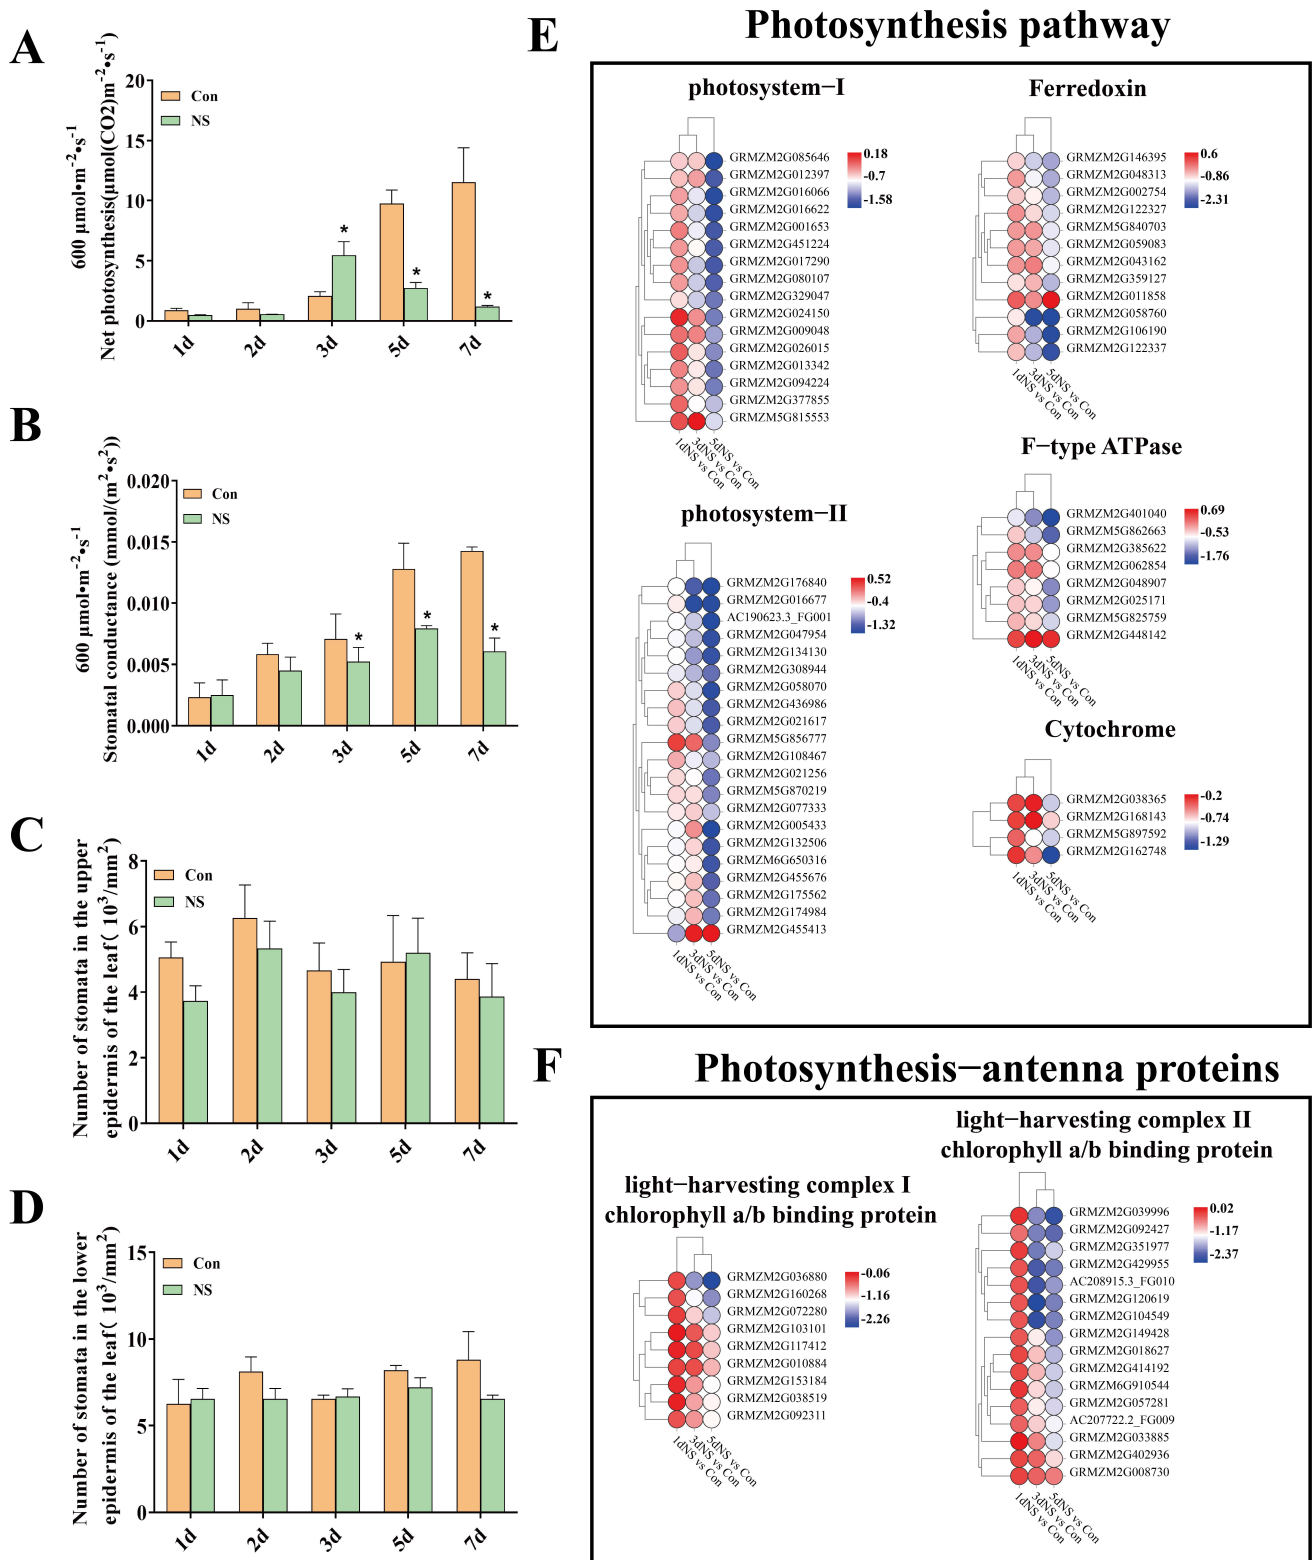 A
600 μmol•m⁻²•s⁻¹
Net photosynthesis(μmol(CO2)m⁻²•s⁻¹)
20
15
10
5
0
Con
NS
*
*
*
1d
2d
3d
5d
7d
B
600 μmol•m⁻²•s⁻¹
Stomatal conductance (mmol/(m²•s²))
0.020
0.015
0.010
0.005
0.000
Con
NS
*
*
*
1d
2d
3d
5d
7d
C
Number of stomata in the upper
epidermis of the leaf( 10³/mm²)
8
6
4
2
0
Con
NS
1d
2d
3d
5d
7d
D
Number of stomata in the lower
epidermis of the leaf( 10³/mm²)
15
10
5
0
Con
NS
1d
2d
3d
5d
7d
E
Photosynthesis pathway
photosystem−I
GRMZM2G085646
GRMZM2G012397
GRMZM2G016066
GRMZM2G016622
GRMZM2G001653
GRMZM2G451224
GRMZM2G017290
GRMZM2G080107
GRMZM2G329047
GRMZM2G024150
GRMZM2G009048
GRMZM2G026015
GRMZM2G013342
GRMZM2G094224
GRMZM2G377855
GRMZM5G815553
0.18
-0.7
-1.58
1dNS vs Con
3dNS vs Con
5dNS vs Con
photosystem−II
GRMZM2G176840
GRMZM2G016677
AC190623.3_FG001
GRMZM2G047954
GRMZM2G134130
GRMZM2G308944
GRMZM2G058070
GRMZM2G436986
GRMZM2G021617
GRMZM5G856777
GRMZM2G108467
GRMZM2G021256
GRMZM5G870219
GRMZM2G077333
GRMZM2G005433
GRMZM2G132506
GRMZM6G650316
GRMZM2G455676
GRMZM2G175562
GRMZM2G174984
GRMZM2G455413
0.52
-0.4
-1.32
1dNS vs Con
3dNS vs Con
5dNS vs Con
Ferredoxin
GRMZM2G146395
GRMZM2G048313
GRMZM2G002754
GRMZM2G122327
GRMZM5G840703
GRMZM2G059083
GRMZM2G043162
GRMZM2G359127
GRMZM2G011858
GRMZM2G058760
GRMZM2G106190
GRMZM2G122337
0.6
-0.86
-2.31
1dNS vs Con
3dNS vs Con
5dNS vs Con
F−type ATPase
GRMZM2G401040
GRMZM5G862663
GRMZM2G385622
GRMZM2G062854
GRMZM2G048907
GRMZM2G025171
GRMZM5G825759
GRMZM2G448142
0.69
-0.53
-1.76
1dNS vs Con
3dNS vs Con
5dNS vs Con
Cytochrome
GRMZM2G038365
GRMZM2G168143
GRMZM5G897592
GRMZM2G162748
-0.2
-0.74
-1.29
1dNS vs Con
3dNS vs Con
5dNS vs Con
F
Photosynthesis−antenna proteins
light−harvesting complex I
chlorophyll a/b binding protein
GRMZM2G036880
GRMZM2G160268
GRMZM2G072280
GRMZM2G103101
GRMZM2G117412
GRMZM2G010884
GRMZM2G153184
GRMZM2G038519
GRMZM2G092311
-0.06
-1.16
-2.26
1dNS vs Con
3dNS vs Con
5dNS vs Con
light−harvesting complex II
chlorophyll a/b binding protein
GRMZM2G039996
GRMZM2G092427
GRMZM2G351977
GRMZM2G429955
AC208915.3_FG010
GRMZM2G120619
GRMZM2G104549
GRMZM2G149428
GRMZM2G018627
GRMZM2G414192
GRMZM6G910544
GRMZM2G057281
AC207722.2_FG009
GRMZM2G033885
GRMZM2G402936
GRMZM2G008730
0.02
-1.17
-2.37
1dNS vs Con
3dNS vs Con
5dNS vs Con